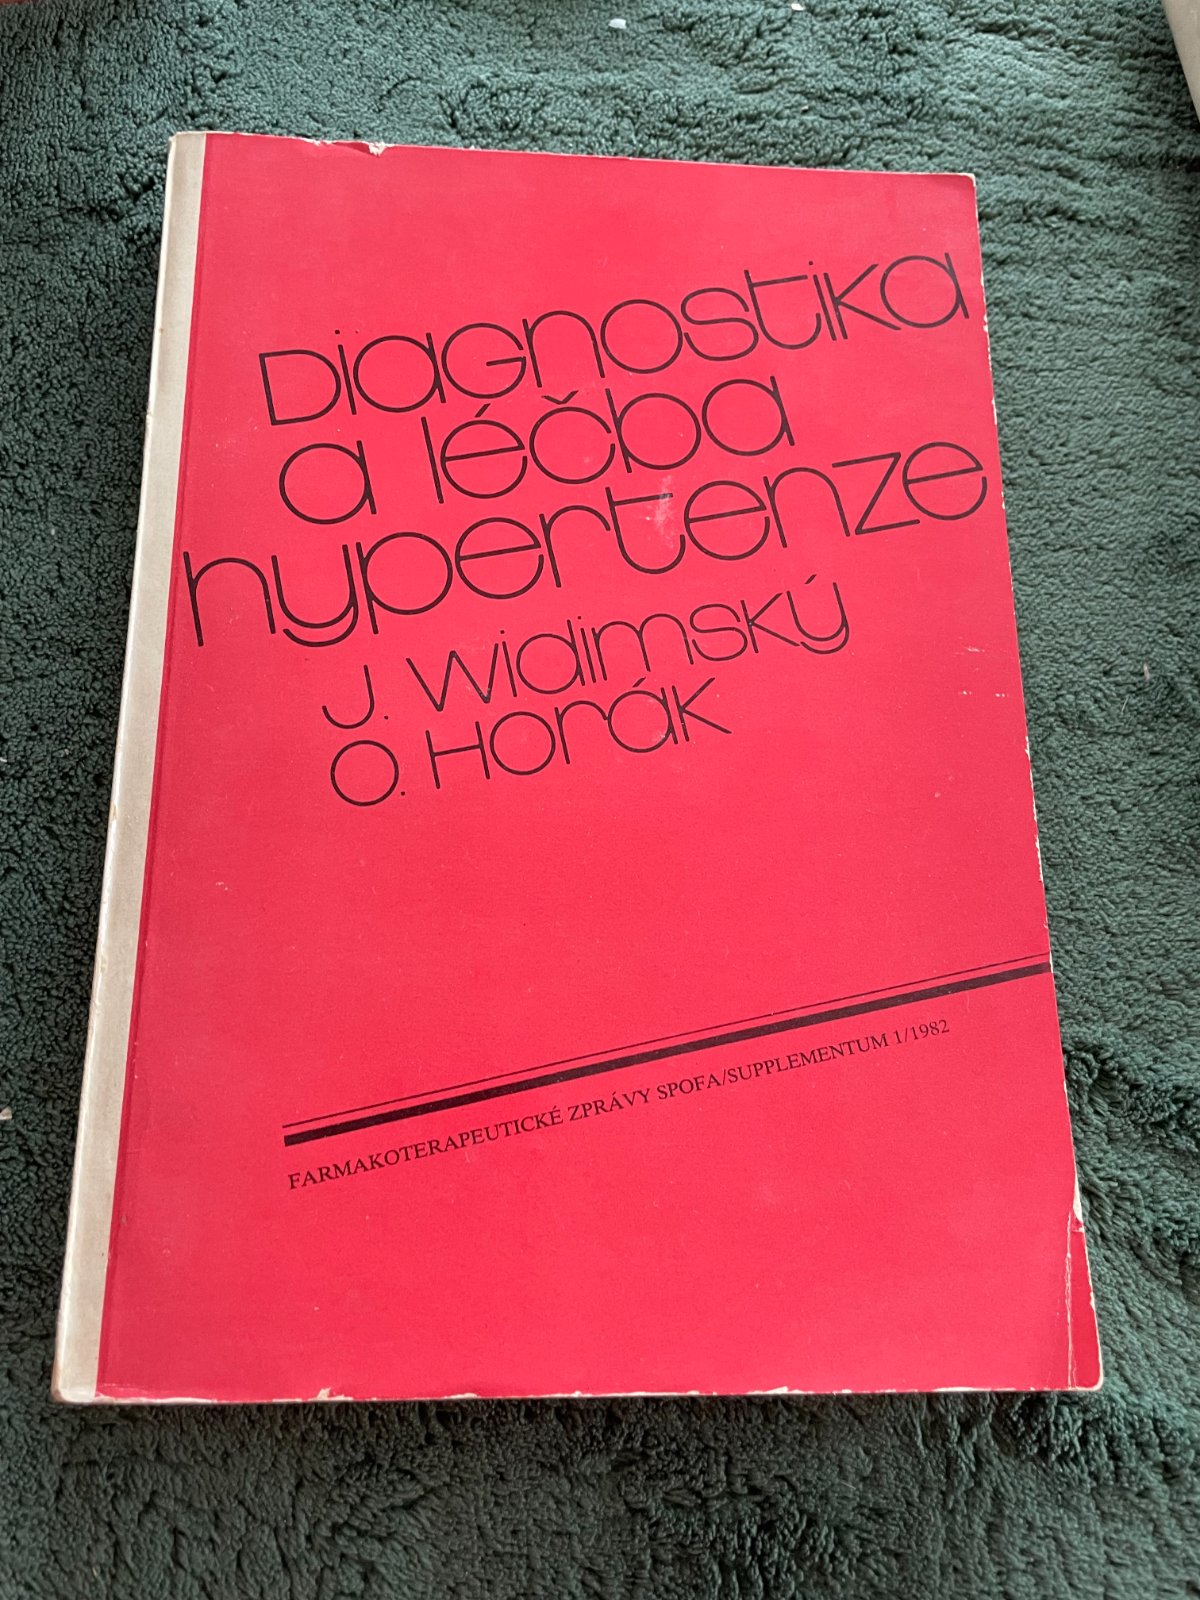 Diagnostika
a léčba
hypertenze
J. Widimský
O. Horák
FARMAKOTERAPEUTICKÉ ZPRÁVY SPOFA/SUPPLEMENTUM 1/1982